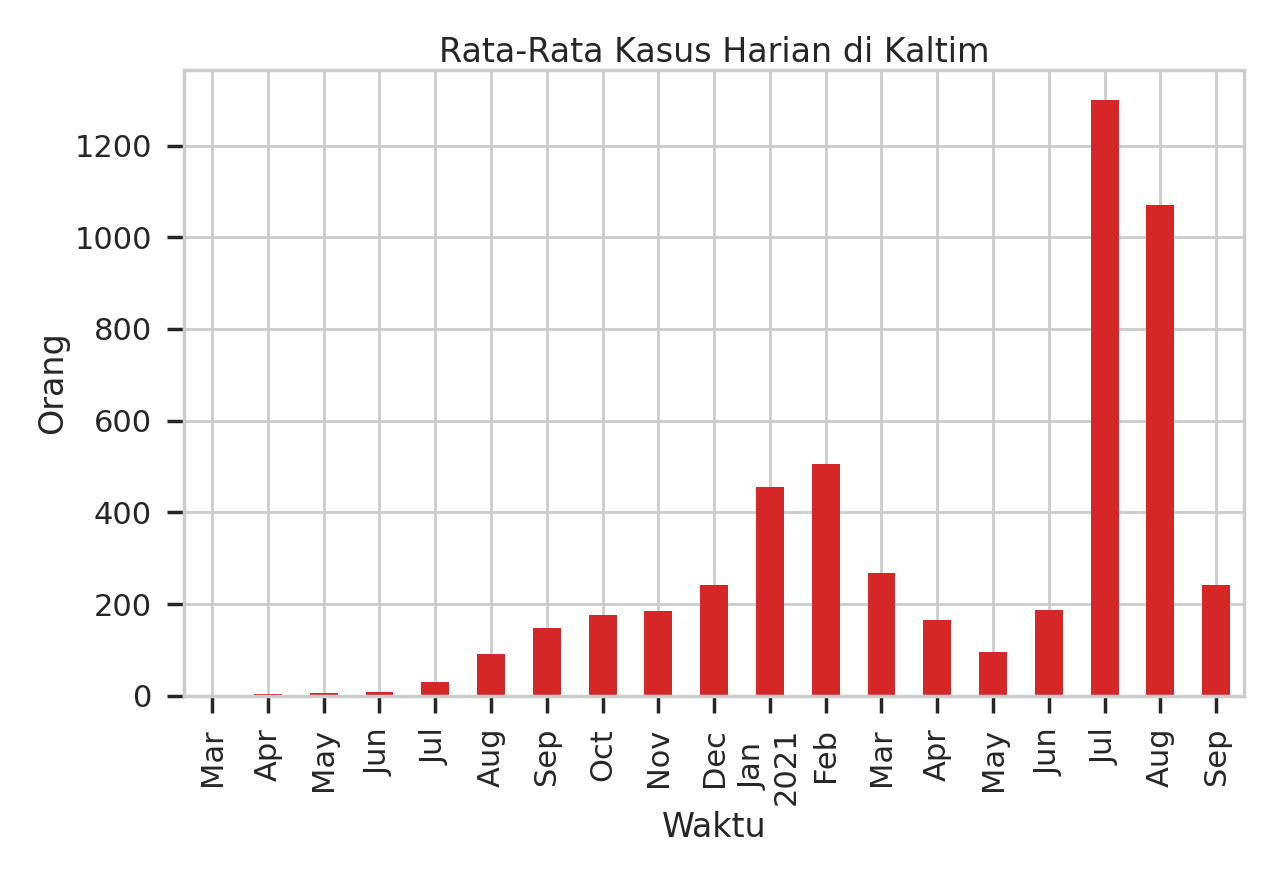 Rata-Rata Kasus Harian di Kaltim
1200
1000
800
600
400
200
0
Orang
Mar
Apr
May
Jun
Jul
Aug
Sep
Oct
Nov
Dec
Jan
2021
Feb
Mar
Apr
May
Jun
Jul
Aug
Sep
Waktu